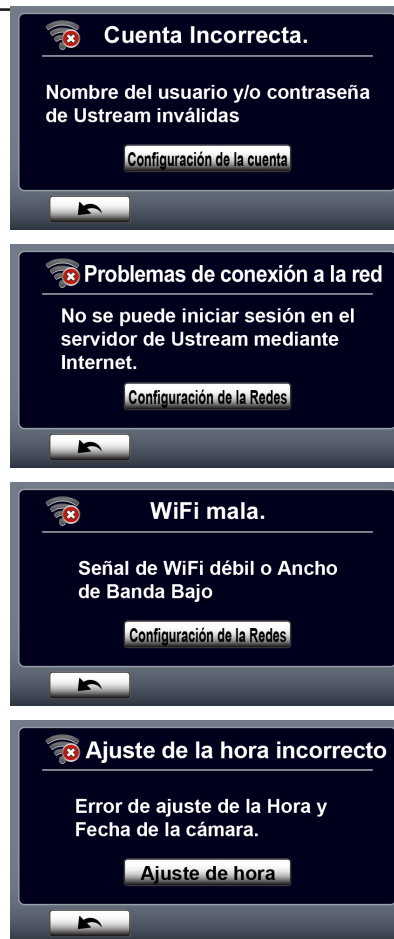 Cuenta Incorrecta.
Nombre del usuario y/o contraseña
de Ustream inválidas
Configuración de la cuenta
Problemas de conexión a la red
No se puede iniciar sesión en el
servidor de Ustream mediante
Internet.
Configuración de la Redes
WiFi mala.
Señal de WiFi débil o Ancho
de Banda Bajo
Configuración de la Redes
Ajuste de la hora incorrecto
Error de ajuste de la Hora y
Fecha de la cámara.
Ajuste de hora